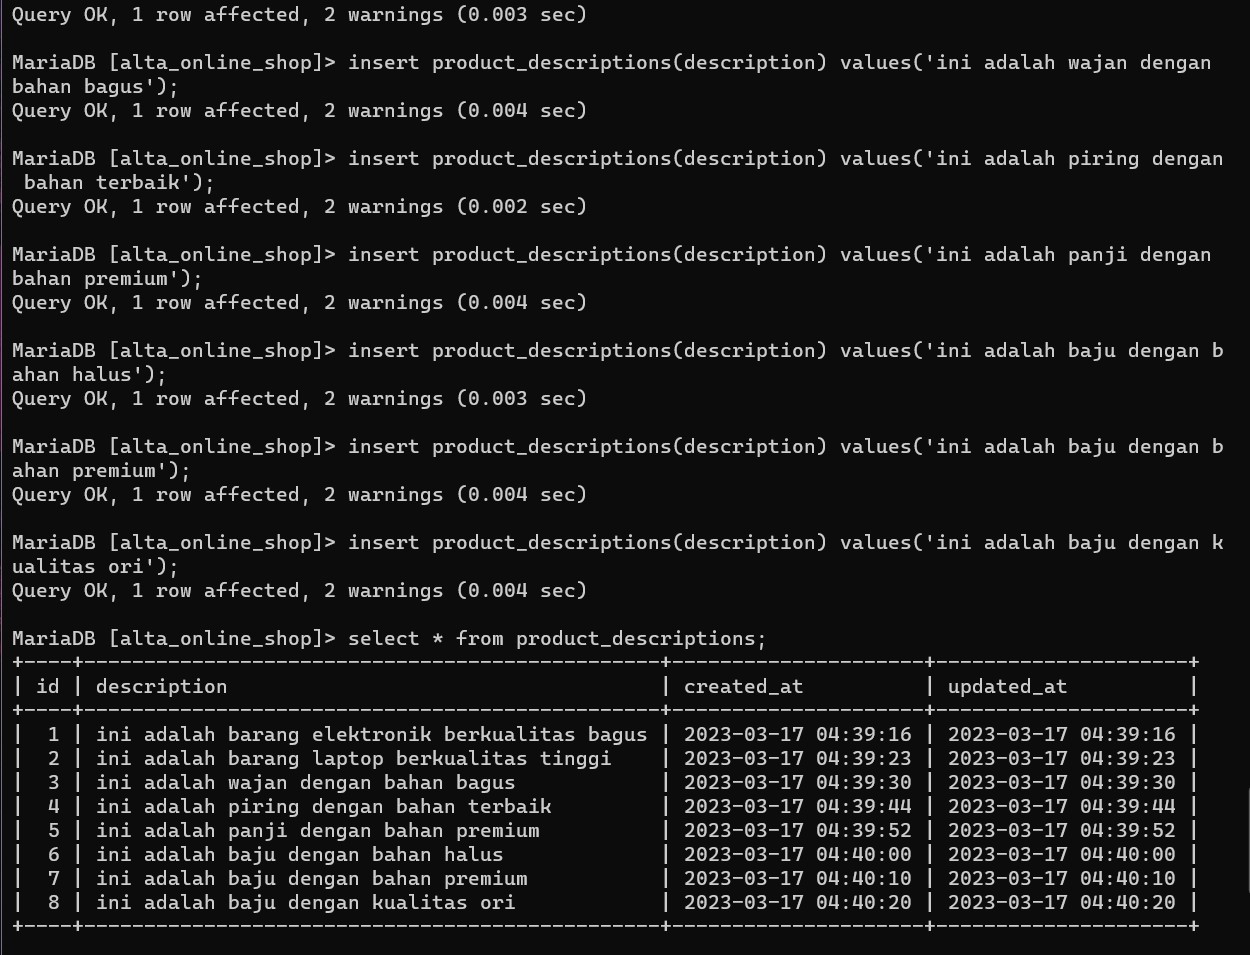 Query OK, 1 row affected, 2 warnings (0.003 sec)
MariaDB [alta_online_shop]> insert product_descriptions(description) values('ini adalah wajan dengan
bahan bagus');
Query OK, 1 row affected, 2 warnings (0.004 sec)
MariaDB [alta_online_shop]> insert product_descriptions(description) values('ini adalah piring dengan
 bahan terbaik');
Query OK, 1 row affected, 2 warnings (0.002 sec)
MariaDB [alta_online_shop]> insert product_descriptions(description) values('ini adalah panji dengan
bahan premium');
Query OK, 1 row affected, 2 warnings (0.004 sec)
MariaDB [alta_online_shop]> insert product_descriptions(description) values('ini adalah baju dengan b
ahan halus');
Query OK, 1 row affected, 2 warnings (0.003 sec)
MariaDB [alta_online_shop]> insert product_descriptions(description) values('ini adalah baju dengan b
ahan premium');
Query OK, 1 row affected, 2 warnings (0.004 sec)
MariaDB [alta_online_shop]> insert product_descriptions(description) values('ini adalah baju dengan k
ualitas ori');
Query OK, 1 row affected, 2 warnings (0.004 sec)
MariaDB [alta_online_shop]> select * from product_descriptions;
+----+------------------------------------------------+---------------------+---------------------+
| id | description                                    | created_at          | updated_at          |
+----+------------------------------------------------+---------------------+---------------------+
|  1 | ini adalah barang elektronik berkualitas bagus | 2023-03-17 04:39:16 | 2023-03-17 04:39:16 |
|  2 | ini adalah barang laptop berkualitas tinggi    | 2023-03-17 04:39:23 | 2023-03-17 04:39:23 |
|  3 | ini adalah wajan dengan bahan bagus            | 2023-03-17 04:39:30 | 2023-03-17 04:39:30 |
|  4 | ini adalah piring dengan bahan terbaik         | 2023-03-17 04:39:44 | 2023-03-17 04:39:44 |
|  5 | ini adalah panji dengan bahan premium          | 2023-03-17 04:39:52 | 2023-03-17 04:39:52 |
|  6 | ini adalah baju dengan bahan halus             | 2023-03-17 04:40:00 | 2023-03-17 04:40:00 |
|  7 | ini adalah baju dengan bahan premium           | 2023-03-17 04:40:10 | 2023-03-17 04:40:10 |
|  8 | ini adalah baju dengan kualitas ori            | 2023-03-17 04:40:20 | 2023-03-17 04:40:20 |
+----+------------------------------------------------+---------------------+---------------------+